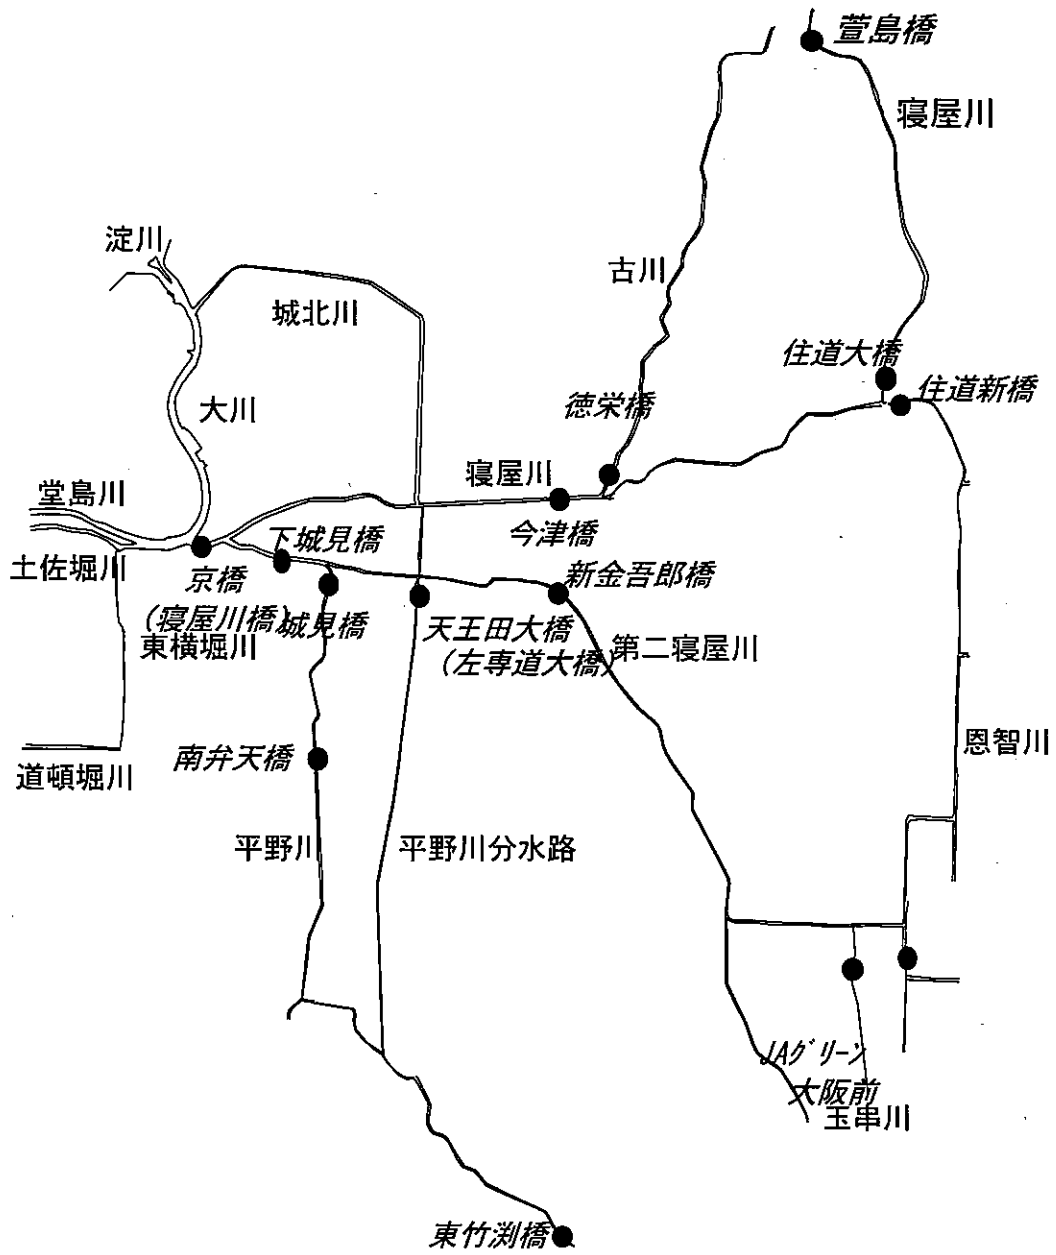 萱島橋
寝屋川
淀川
古川
城北川
住道大橋
住道新橋
大川
徳栄橋
寝屋川
堂島川
今津橋
下城見橋
土佐堀川
京橋
(寝屋川橋)
城見橋
新金吾郎橋
天王田大橋
(左専道大橋)
東横堀川
第二寝屋川
恩智川
南弁天橋
道頓堀川
平野川
平野川分水路
JAグリーン
大阪前
玉串川
東竹渕橋